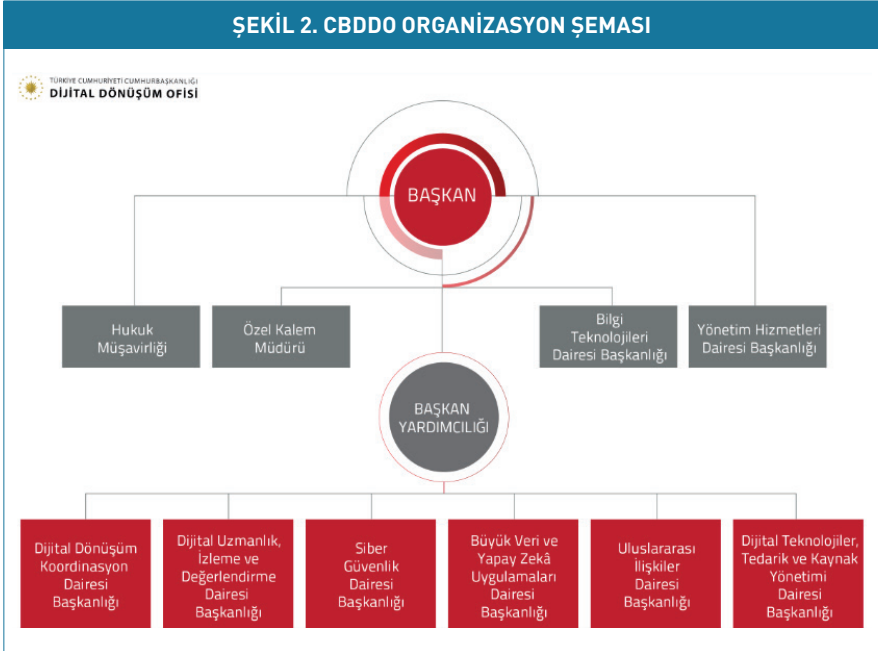 ŞEKİL 2. CBDDO ORGANİZASYON ŞEMASI
TÜRKİYE CUMHURİYETİ CUMHURBAŞKANLIĞI
DİJİTAL DÖNÜŞÜM OFİSİ
BAŞKAN
Hukuk
Müşavirliği
Özel Kalem
Müdürü
Bilgi
Teknolojileri
Dairesi Başkanlığı
Yönetim Hizmetleri
Dairesi Başkanlığı
BAŞKAN
YARDIMCILIĞI
Dijital Dönüşüm
Koordinasyon
Dairesi
Başkanlığı
Dijital Uzmanlık,
İzleme ve
Değerlendirme
Dairesi
Başkanlığı
Siber
Güvenlik
Dairesi
Başkanlığı
Büyük Veri ve
Yapay Zekâ
Uygulamaları
Dairesi
Başkanlığı
Uluslararası
İlişkiler
Dairesi
Başkanlığı
Dijital Teknolojiler,
Tedarik ve Kaynak
Yönetimi
Dairesi
Başkanlığı